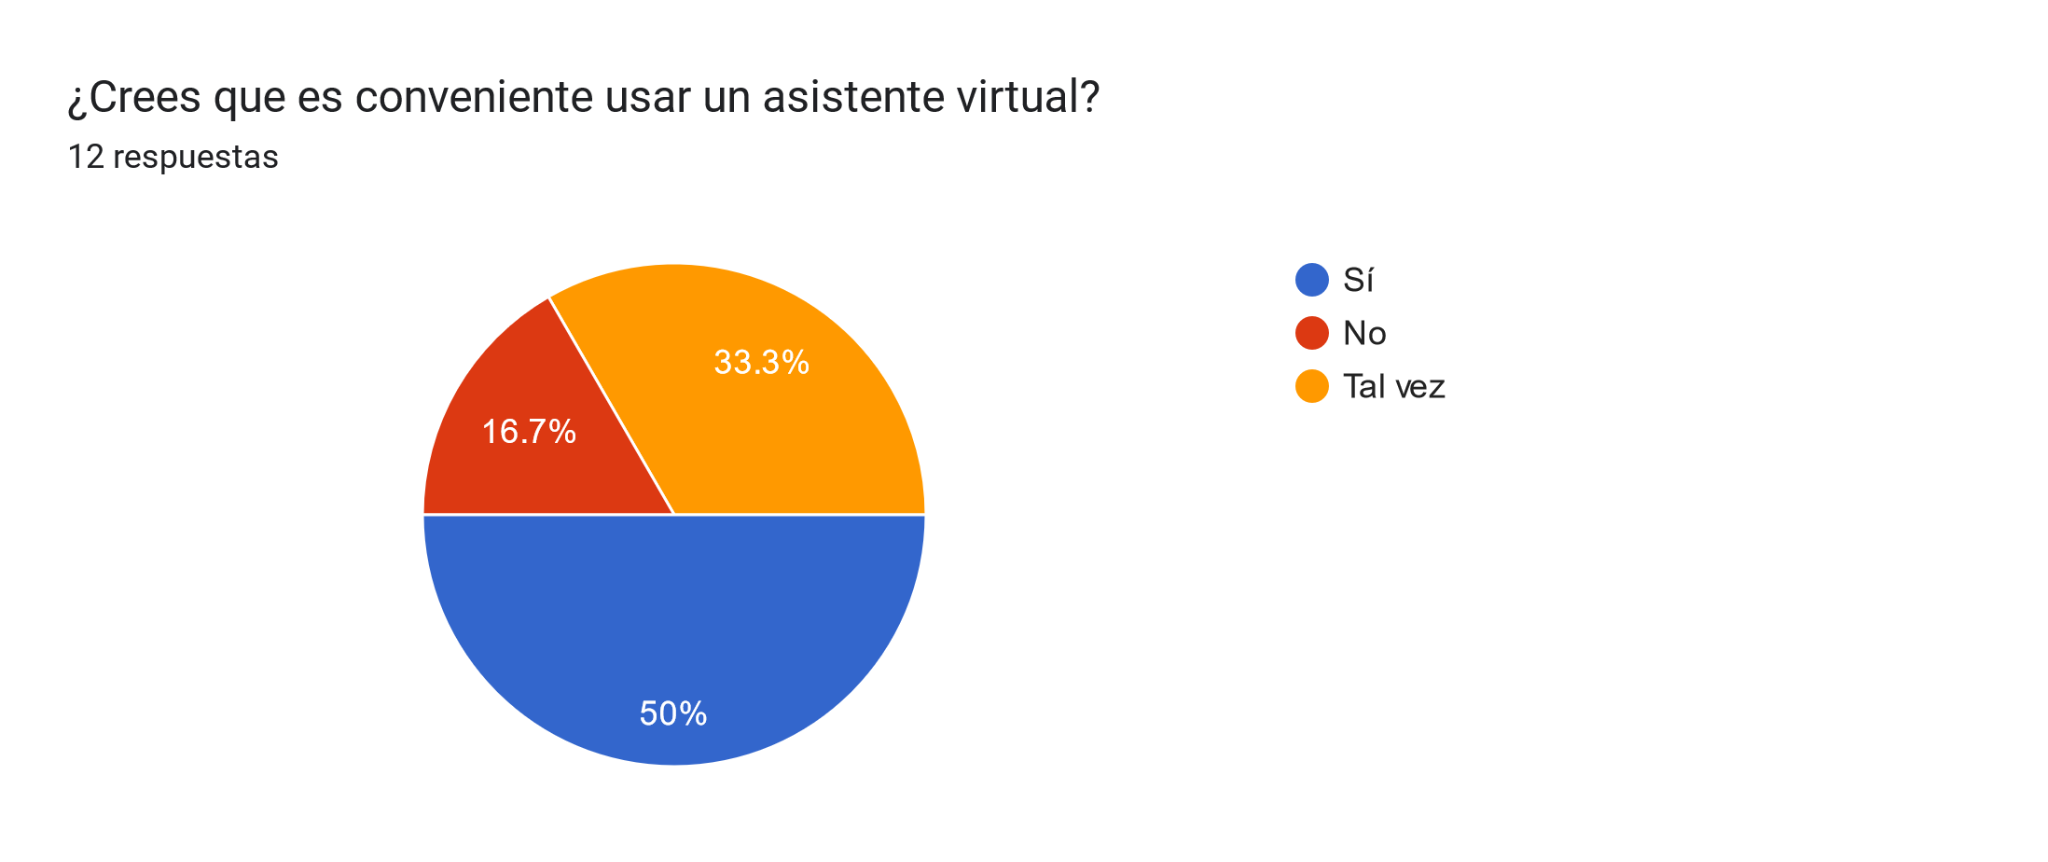 ¿Crees que es conveniente usar un asistente virtual?
12 respuestas
Sí
No
Tal vez
33.3%
16.7%
50%